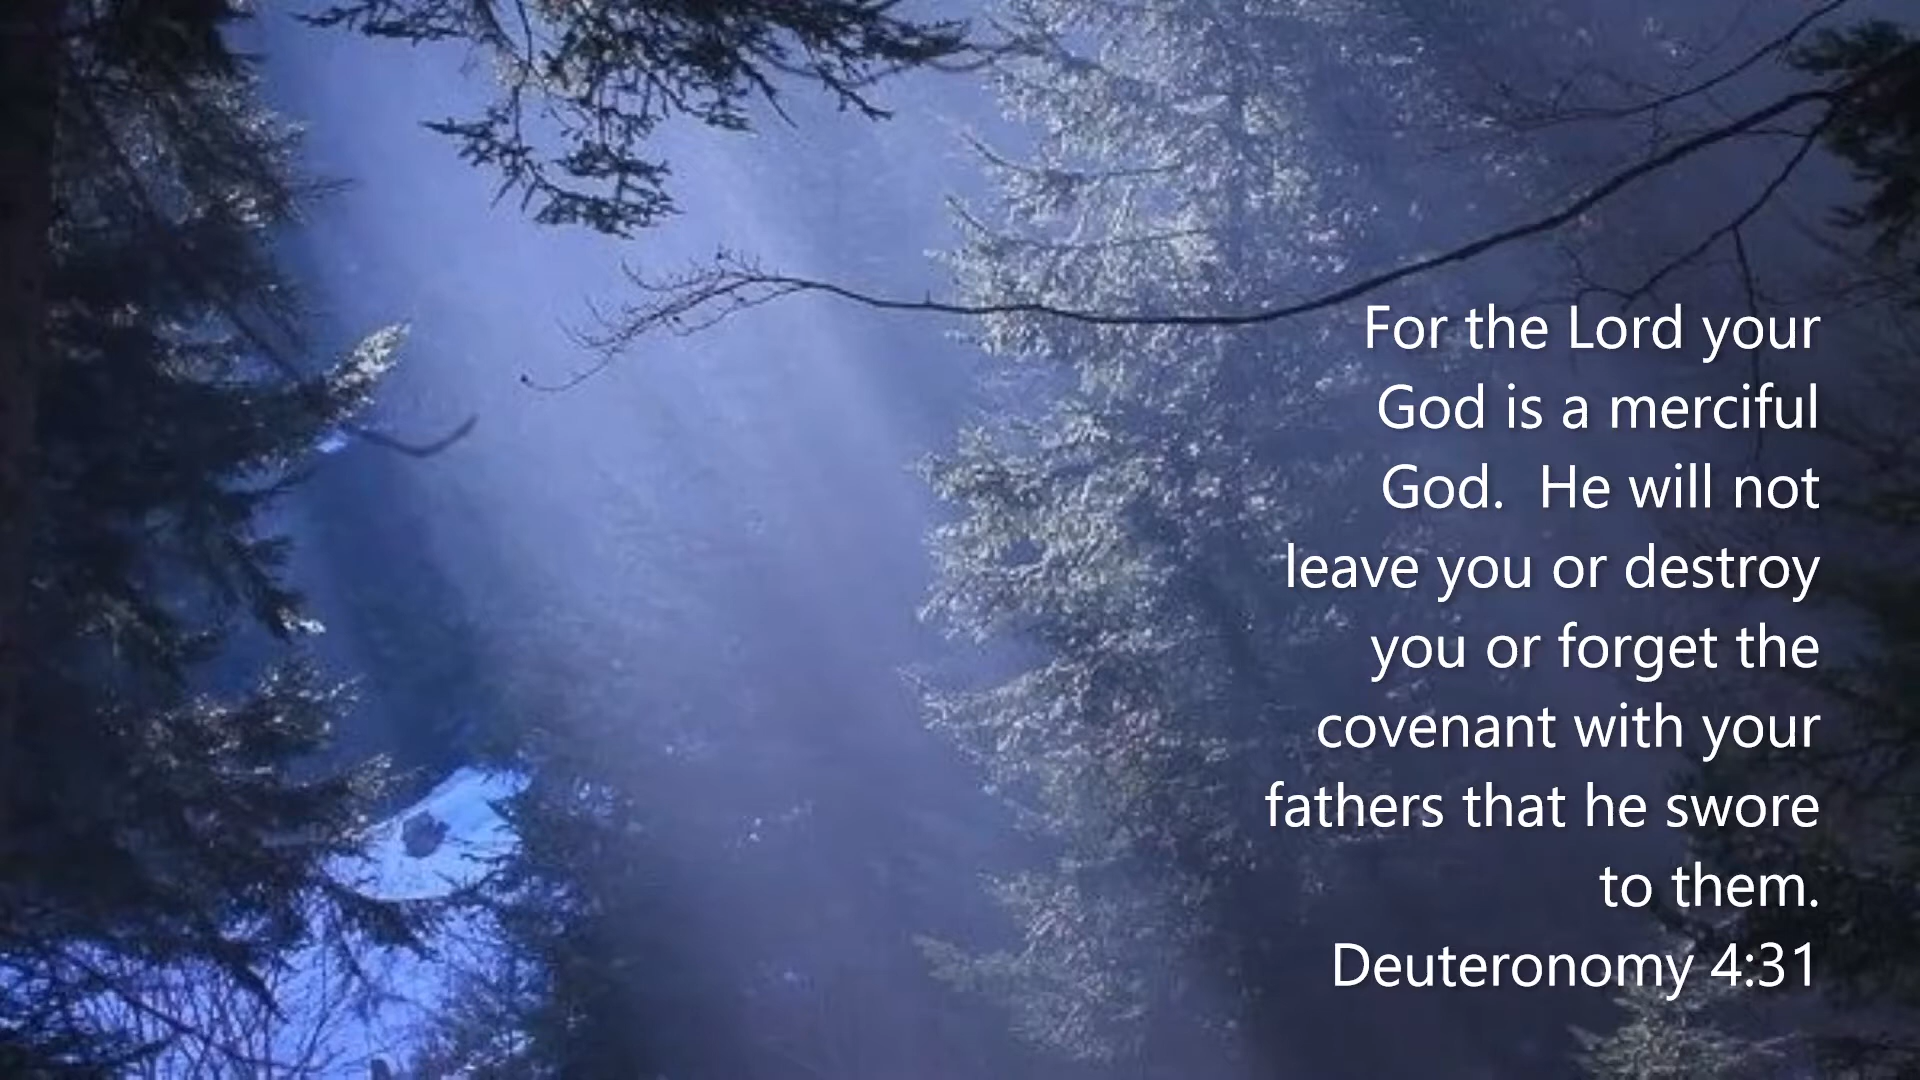 For the Lord your
God is a merciful
God.  He will not
leave you or destroy
you or forget the
covenant with your
fathers that he swore
to them.
Deuteronomy 4:31